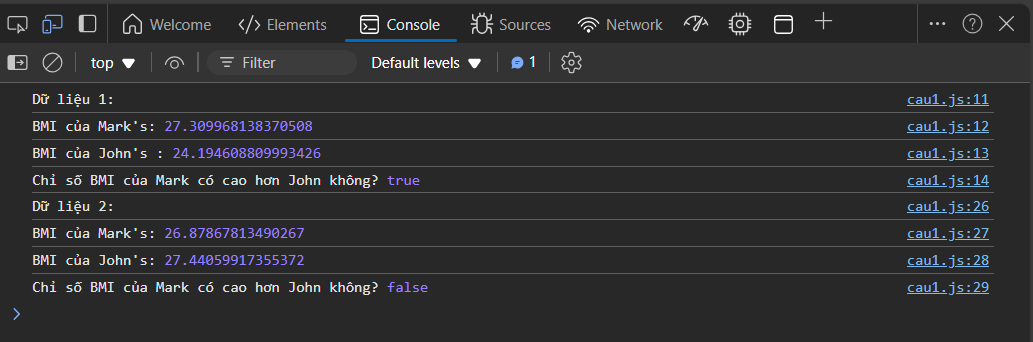 Welcome Elements Console Sources Network
top Filter Default levels 1
Dữ liệu 1: cau1.js:11
BMI của Mark's: 27.309968138370508 cau1.js:12
BMI của John's : 24.194608809993426 cau1.js:13
Chỉ số BMI của Mark có cao hơn John không? true cau1.js:14
Dữ liệu 2: cau1.js:26
BMI của Mark's: 26.87867813490267 cau1.js:27
BMI của John's: 27.44059917355372 cau1.js:28
Chỉ số BMI của Mark có cao hơn John không? false cau1.js:29